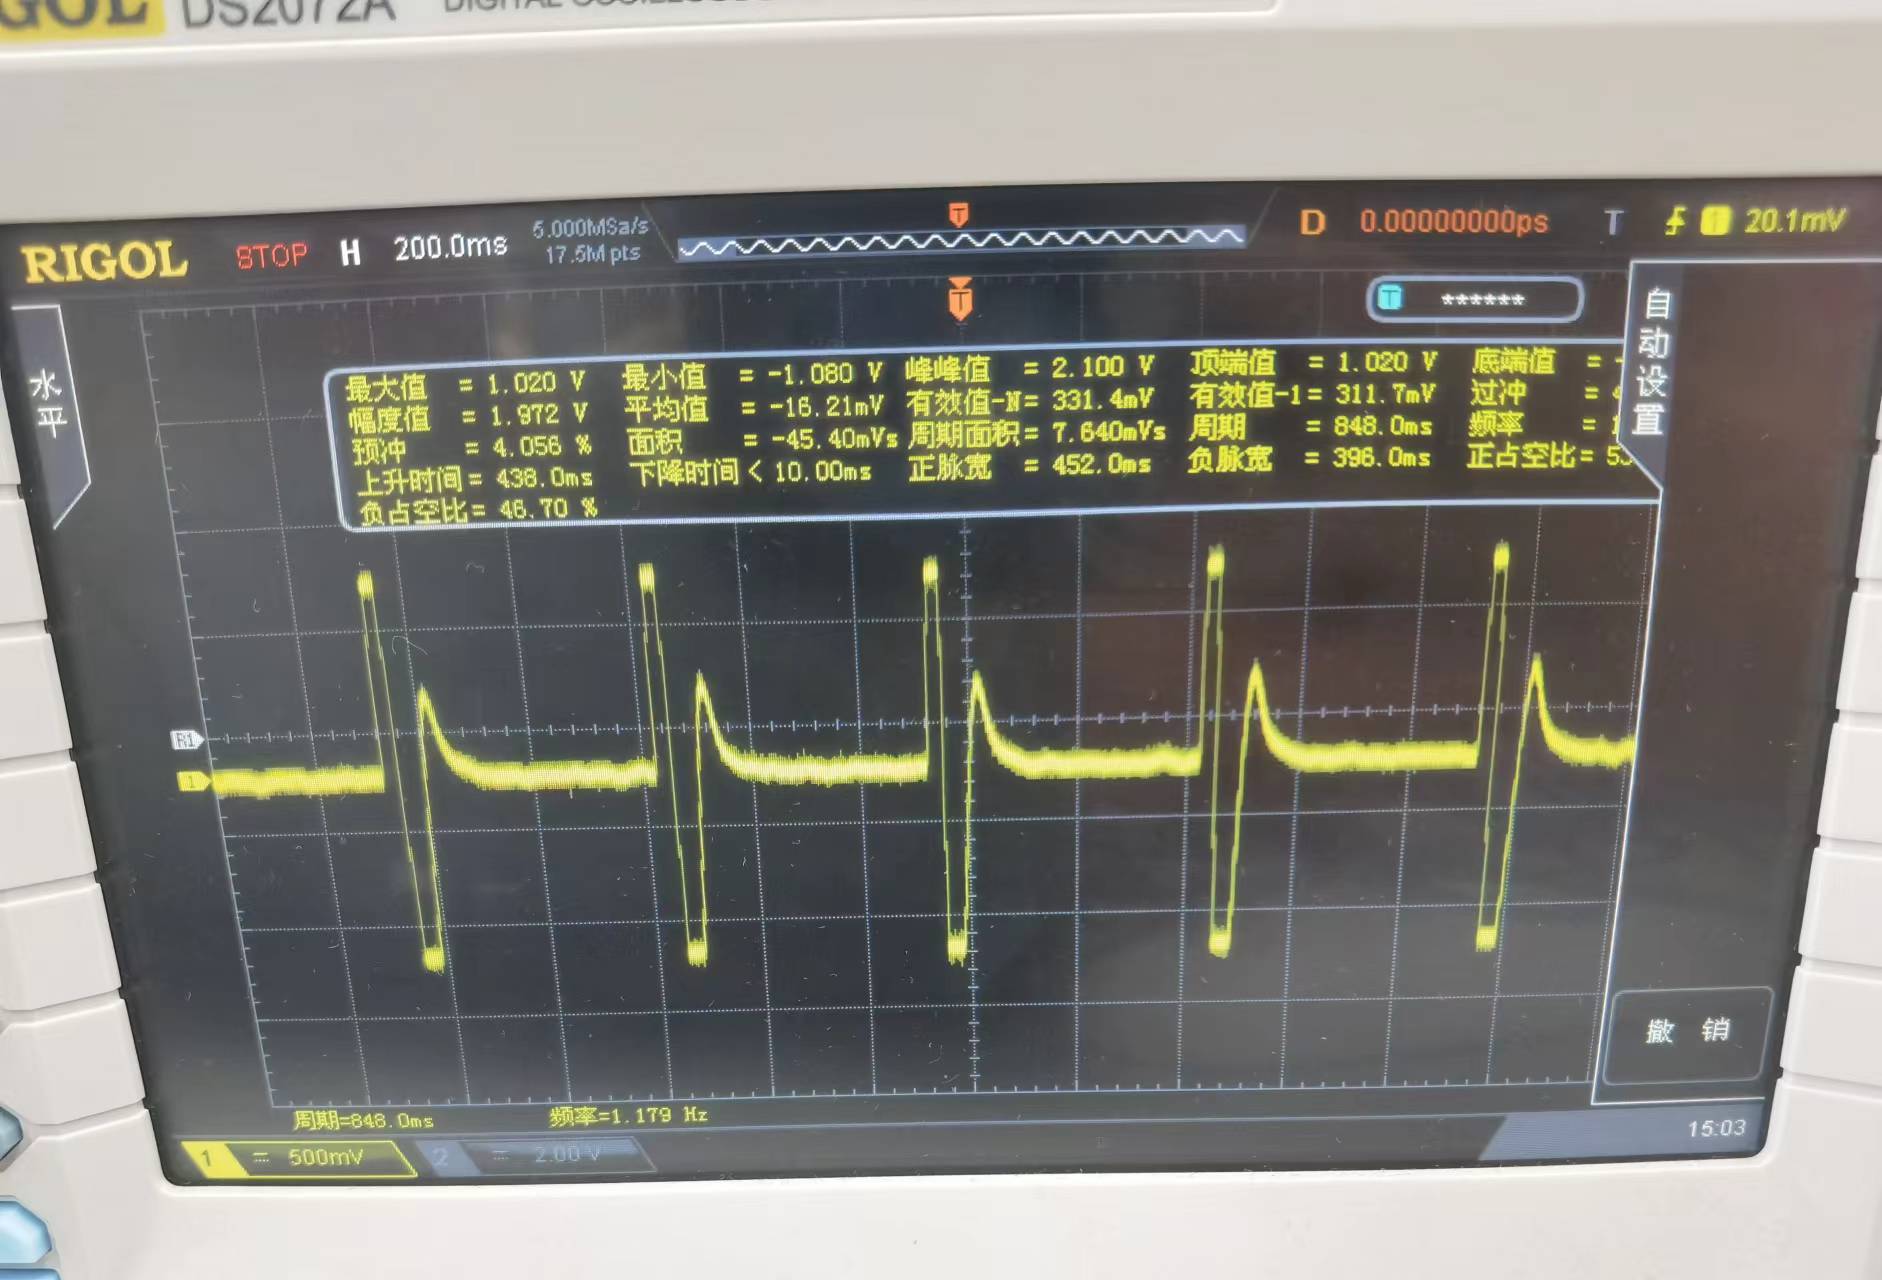 DS2072A
RIGOL STOP H 200.0ms 5.000MSa/s 17.5M pts T D 0.00000000ps T 1 20.1mV
T
T ******
水平
自动设置
最大值 = 1.020 V 最小值 = -1.080 V 峰峰值 = 2.100 V 顶端值 = 1.020 V 底端值 = -
幅度值 = 1.972 V 平均值 = -16.21mV 有效值-N= 331.4mV 有效值-1= 311.7mV 过冲 =
预冲 = 4.056 % 面积 = -45.40mVs 周期面积= 7.640mVs 周期 = 848.0ms 频率 =
上升时间= 438.0ms 下降时间< 10.00ms 正脉宽 = 452.0ms 负脉宽 = 396.0ms 正占空比=
负占空比= 46.70 %
1
撤 销
周期=848.0ms 频率=1.179 Hz
1 500mV 2 2.00 V
15:03